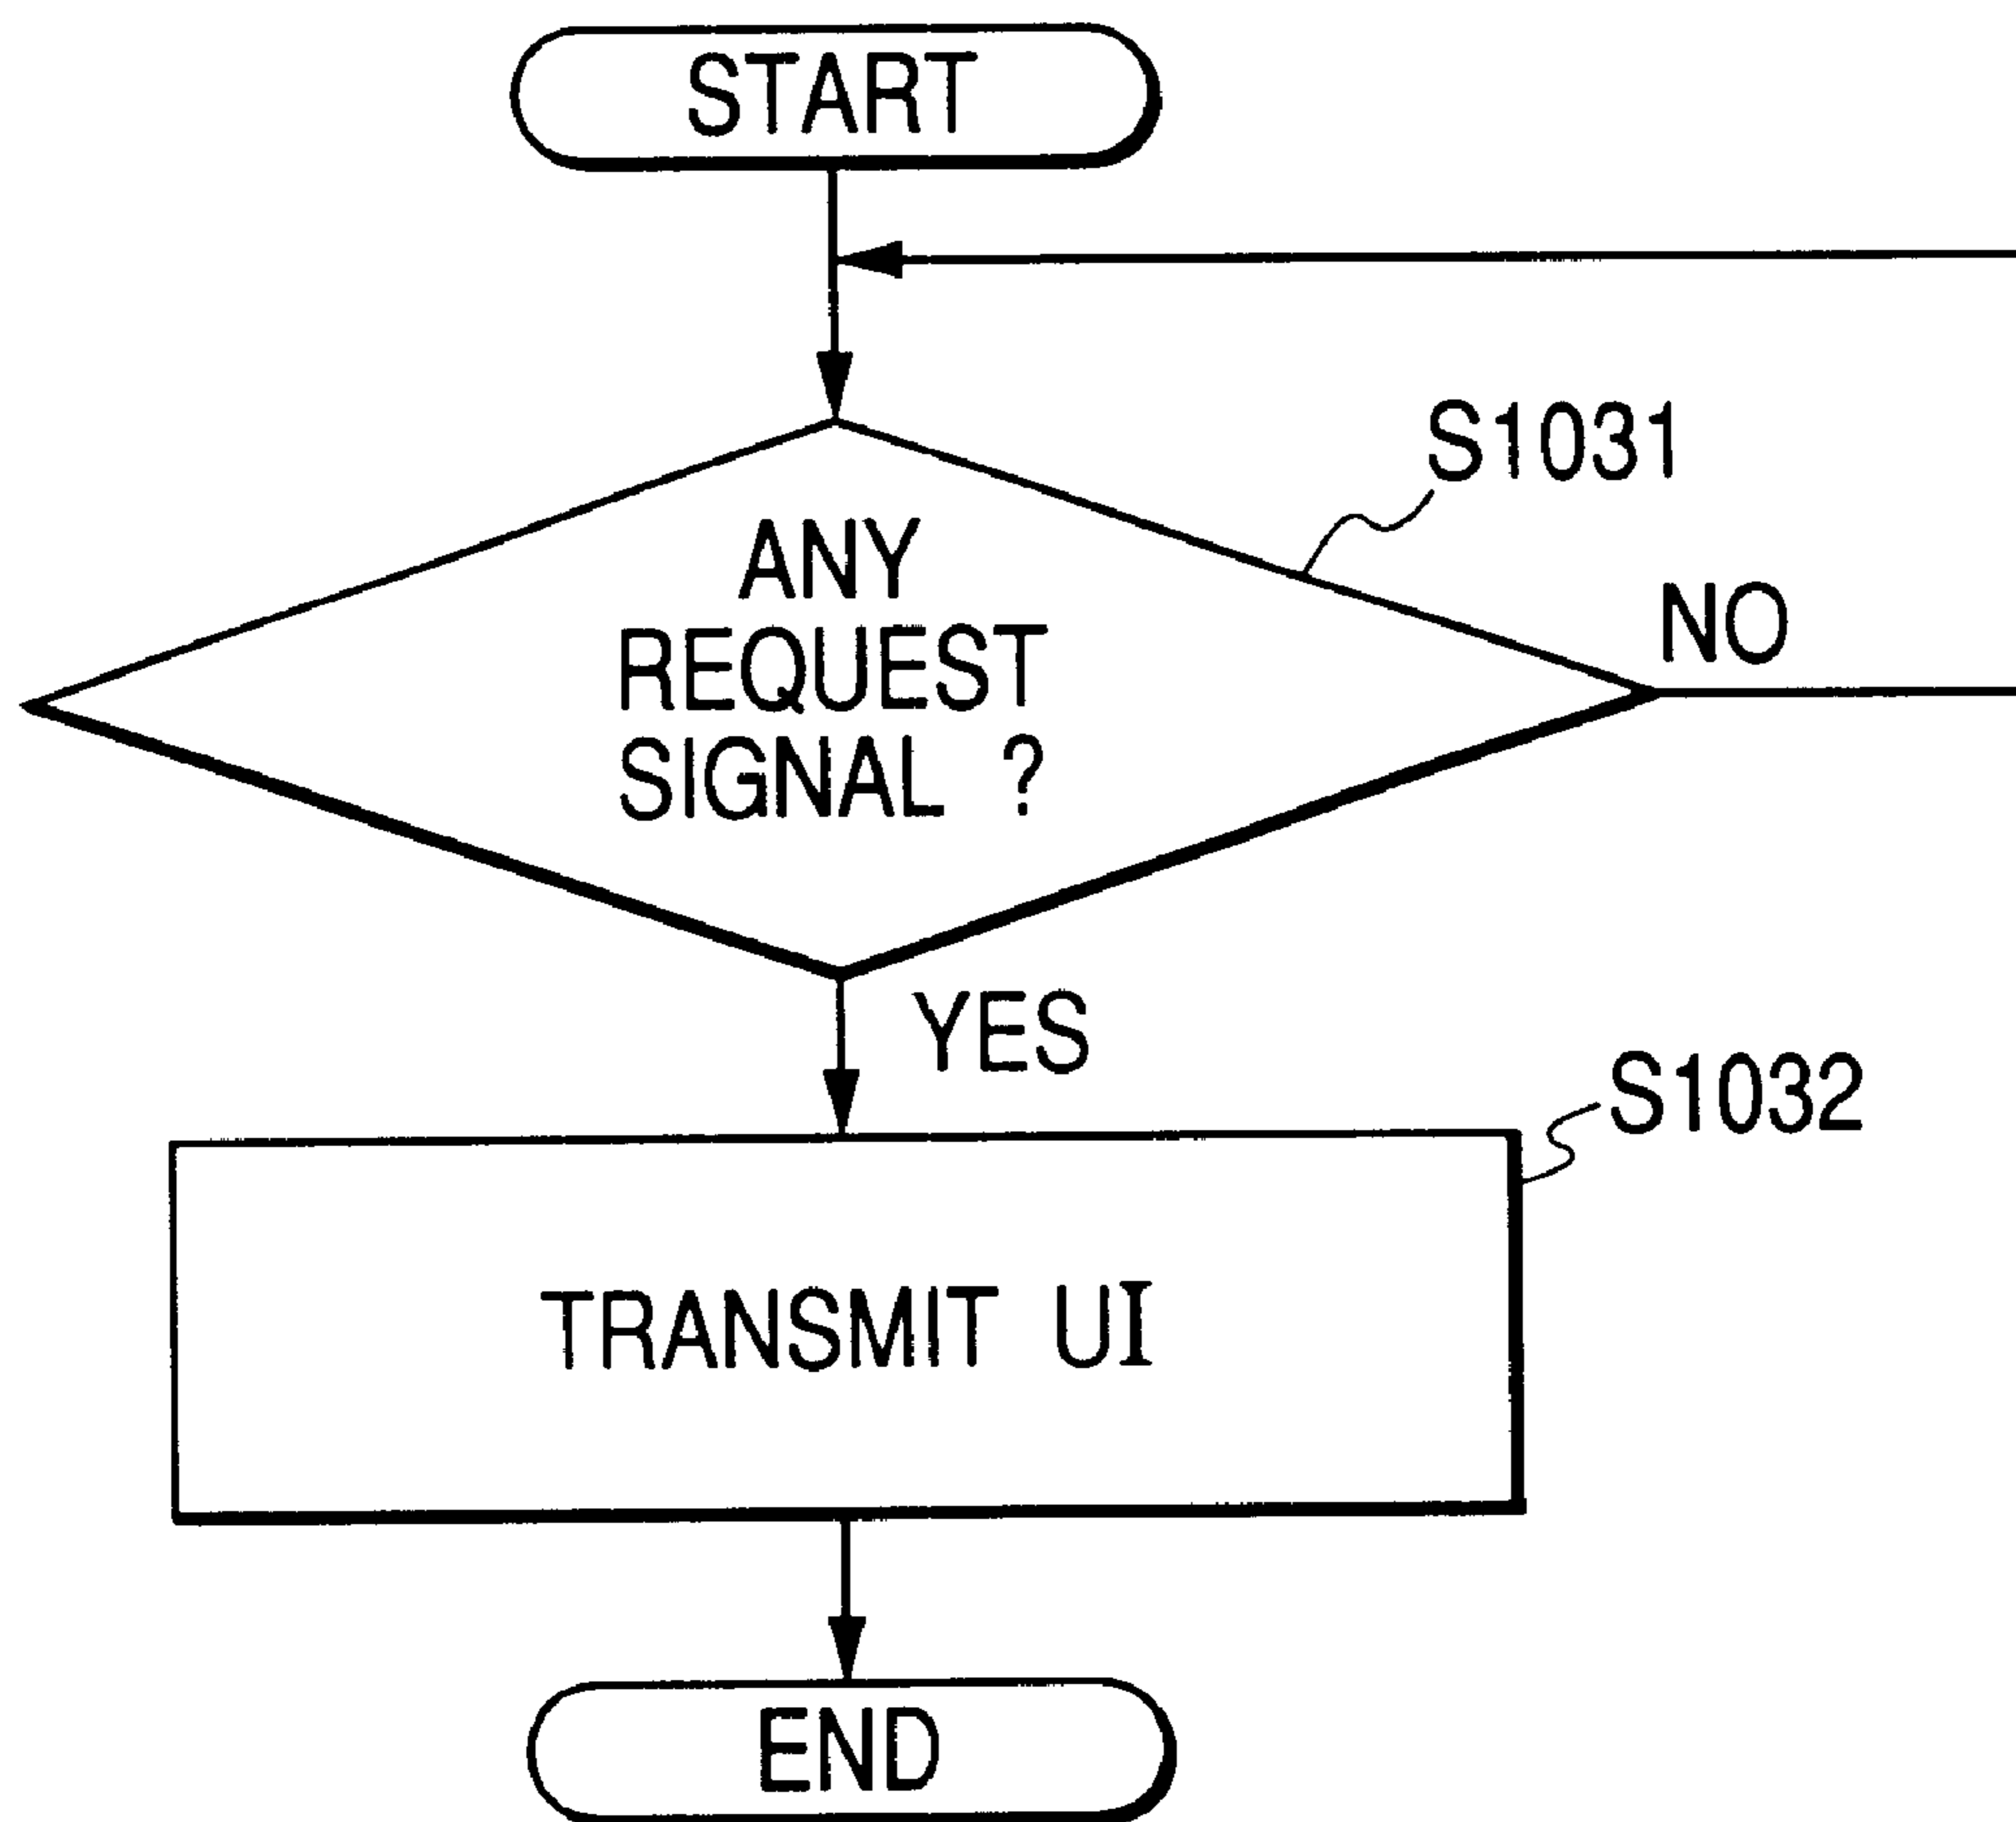 START
S1031
ANY
REQUEST
SIGNAL ?
NO
YES
S1032
TRANSMIT UI
END